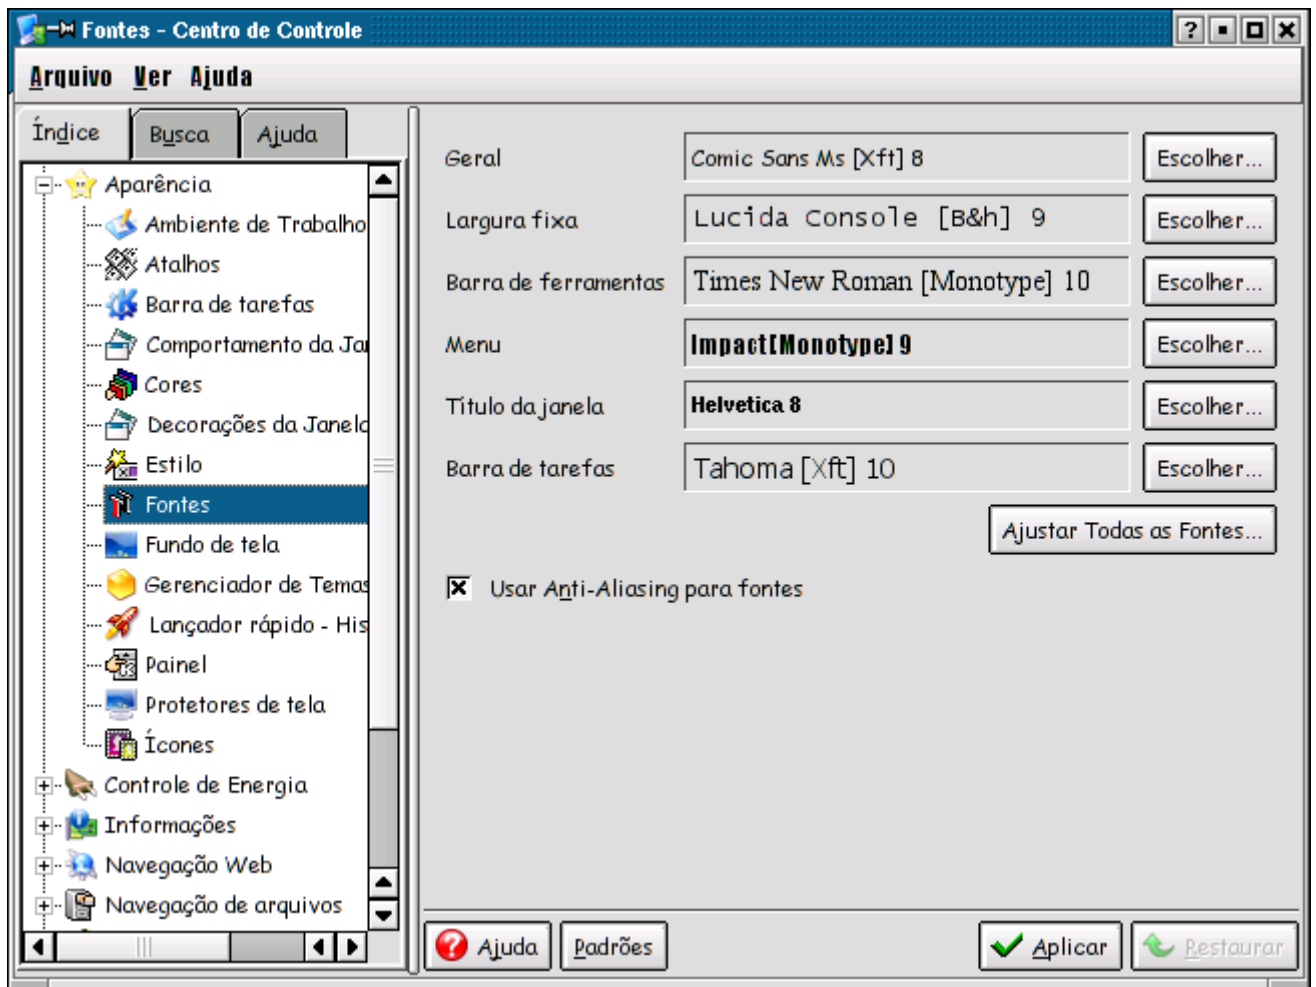 Fontes - Centro de Controle
Arquivo Ver Ajuda
Índice Busca Ajuda
Aparência
Ambiente de Trabalho
Atalhos
Barra de tarefas
Comportamento da Ja
Cores
Decorações da Janela
Estilo
Fontes
Fundo de tela
Gerenciador de Temas
Lançador rápido - His
Painel
Protetores de tela
Ícones
Controle de Energia
Informações
Navegação Web
Navegação de arquivos
Geral Comic Sans Ms [Xft] 8 Escolher...
Largura fixa Lucida Console [B&h] 9 Escolher...
Barra de ferramentas Times New Roman [Monotype] 10 Escolher...
Menu Impact[Monotype] 9 Escolher...
Título da janela Helvetica 8 Escolher...
Barra de tarefas Tahoma [Xft] 10 Escolher...
Ajustar Todas as Fontes...
Usar Anti-Aliasing para fontes
Ajuda Padrões Aplicar Restaurar